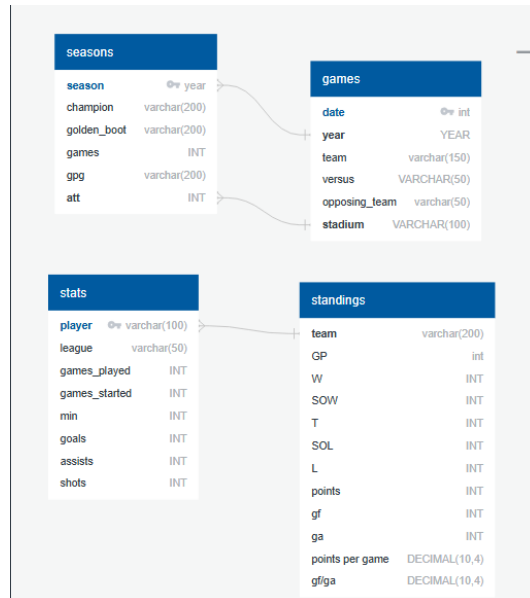 seasons
season year
champion varchar(200)
golden_boot varchar(200)
games INT
gpg varchar(200)
att INT
games
date int
year YEAR
team varchar(150)
versus VARCHAR(50)
opposing_team varchar(50)
stadium VARCHAR(100)
stats
player varchar(100)
league varchar(50)
games_played INT
games_started INT
min INT
goals INT
assists INT
shots INT
standings
team varchar(200)
GP int
W INT
SOW INT
T INT
SOL INT
L INT
points INT
gf INT
ga INT
points per game DECIMAL(10,4)
gf/ga DECIMAL(10,4)